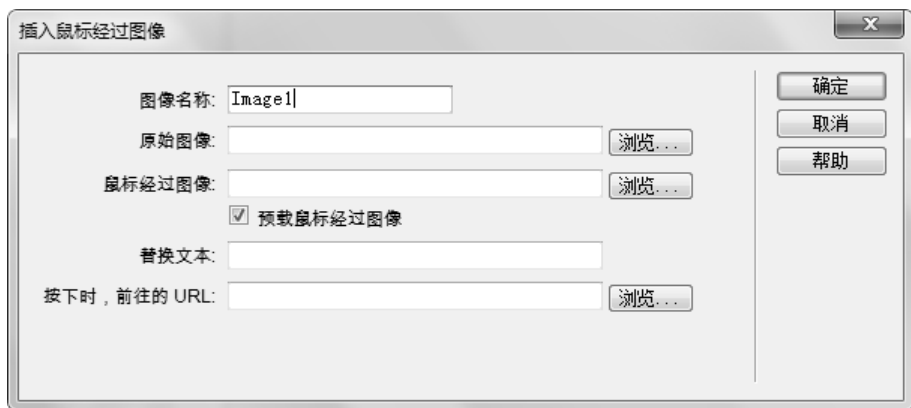 插入鼠标经过图像
X
图像名称: Image1
确定
原始图像: 浏览...
取消
鼠标经过图像: 浏览...
帮助
预载鼠标经过图像
替换文本:
按下时，前往的 URL: 浏览...